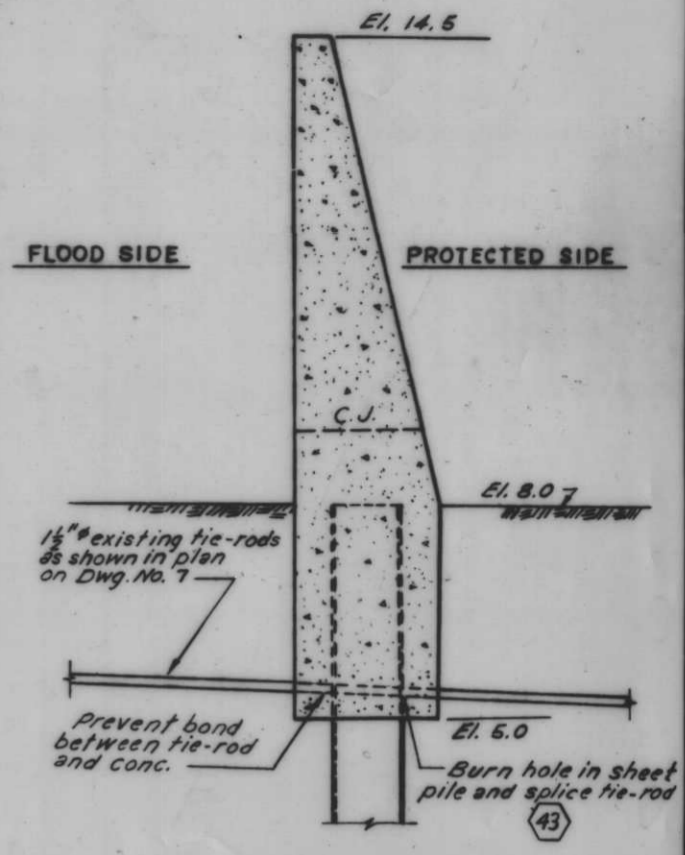 El. 14.5
FLOOD SIDE
PROTECTED SIDE
C.J.
El. 8.0
1½"ø existing tie-rods
as shown in plan
on Dwg. No. 7
Prevent bond
between tie-rod
and conc.
El. 5.0
Burn hole in sheet
pile and splice tie-rod
43